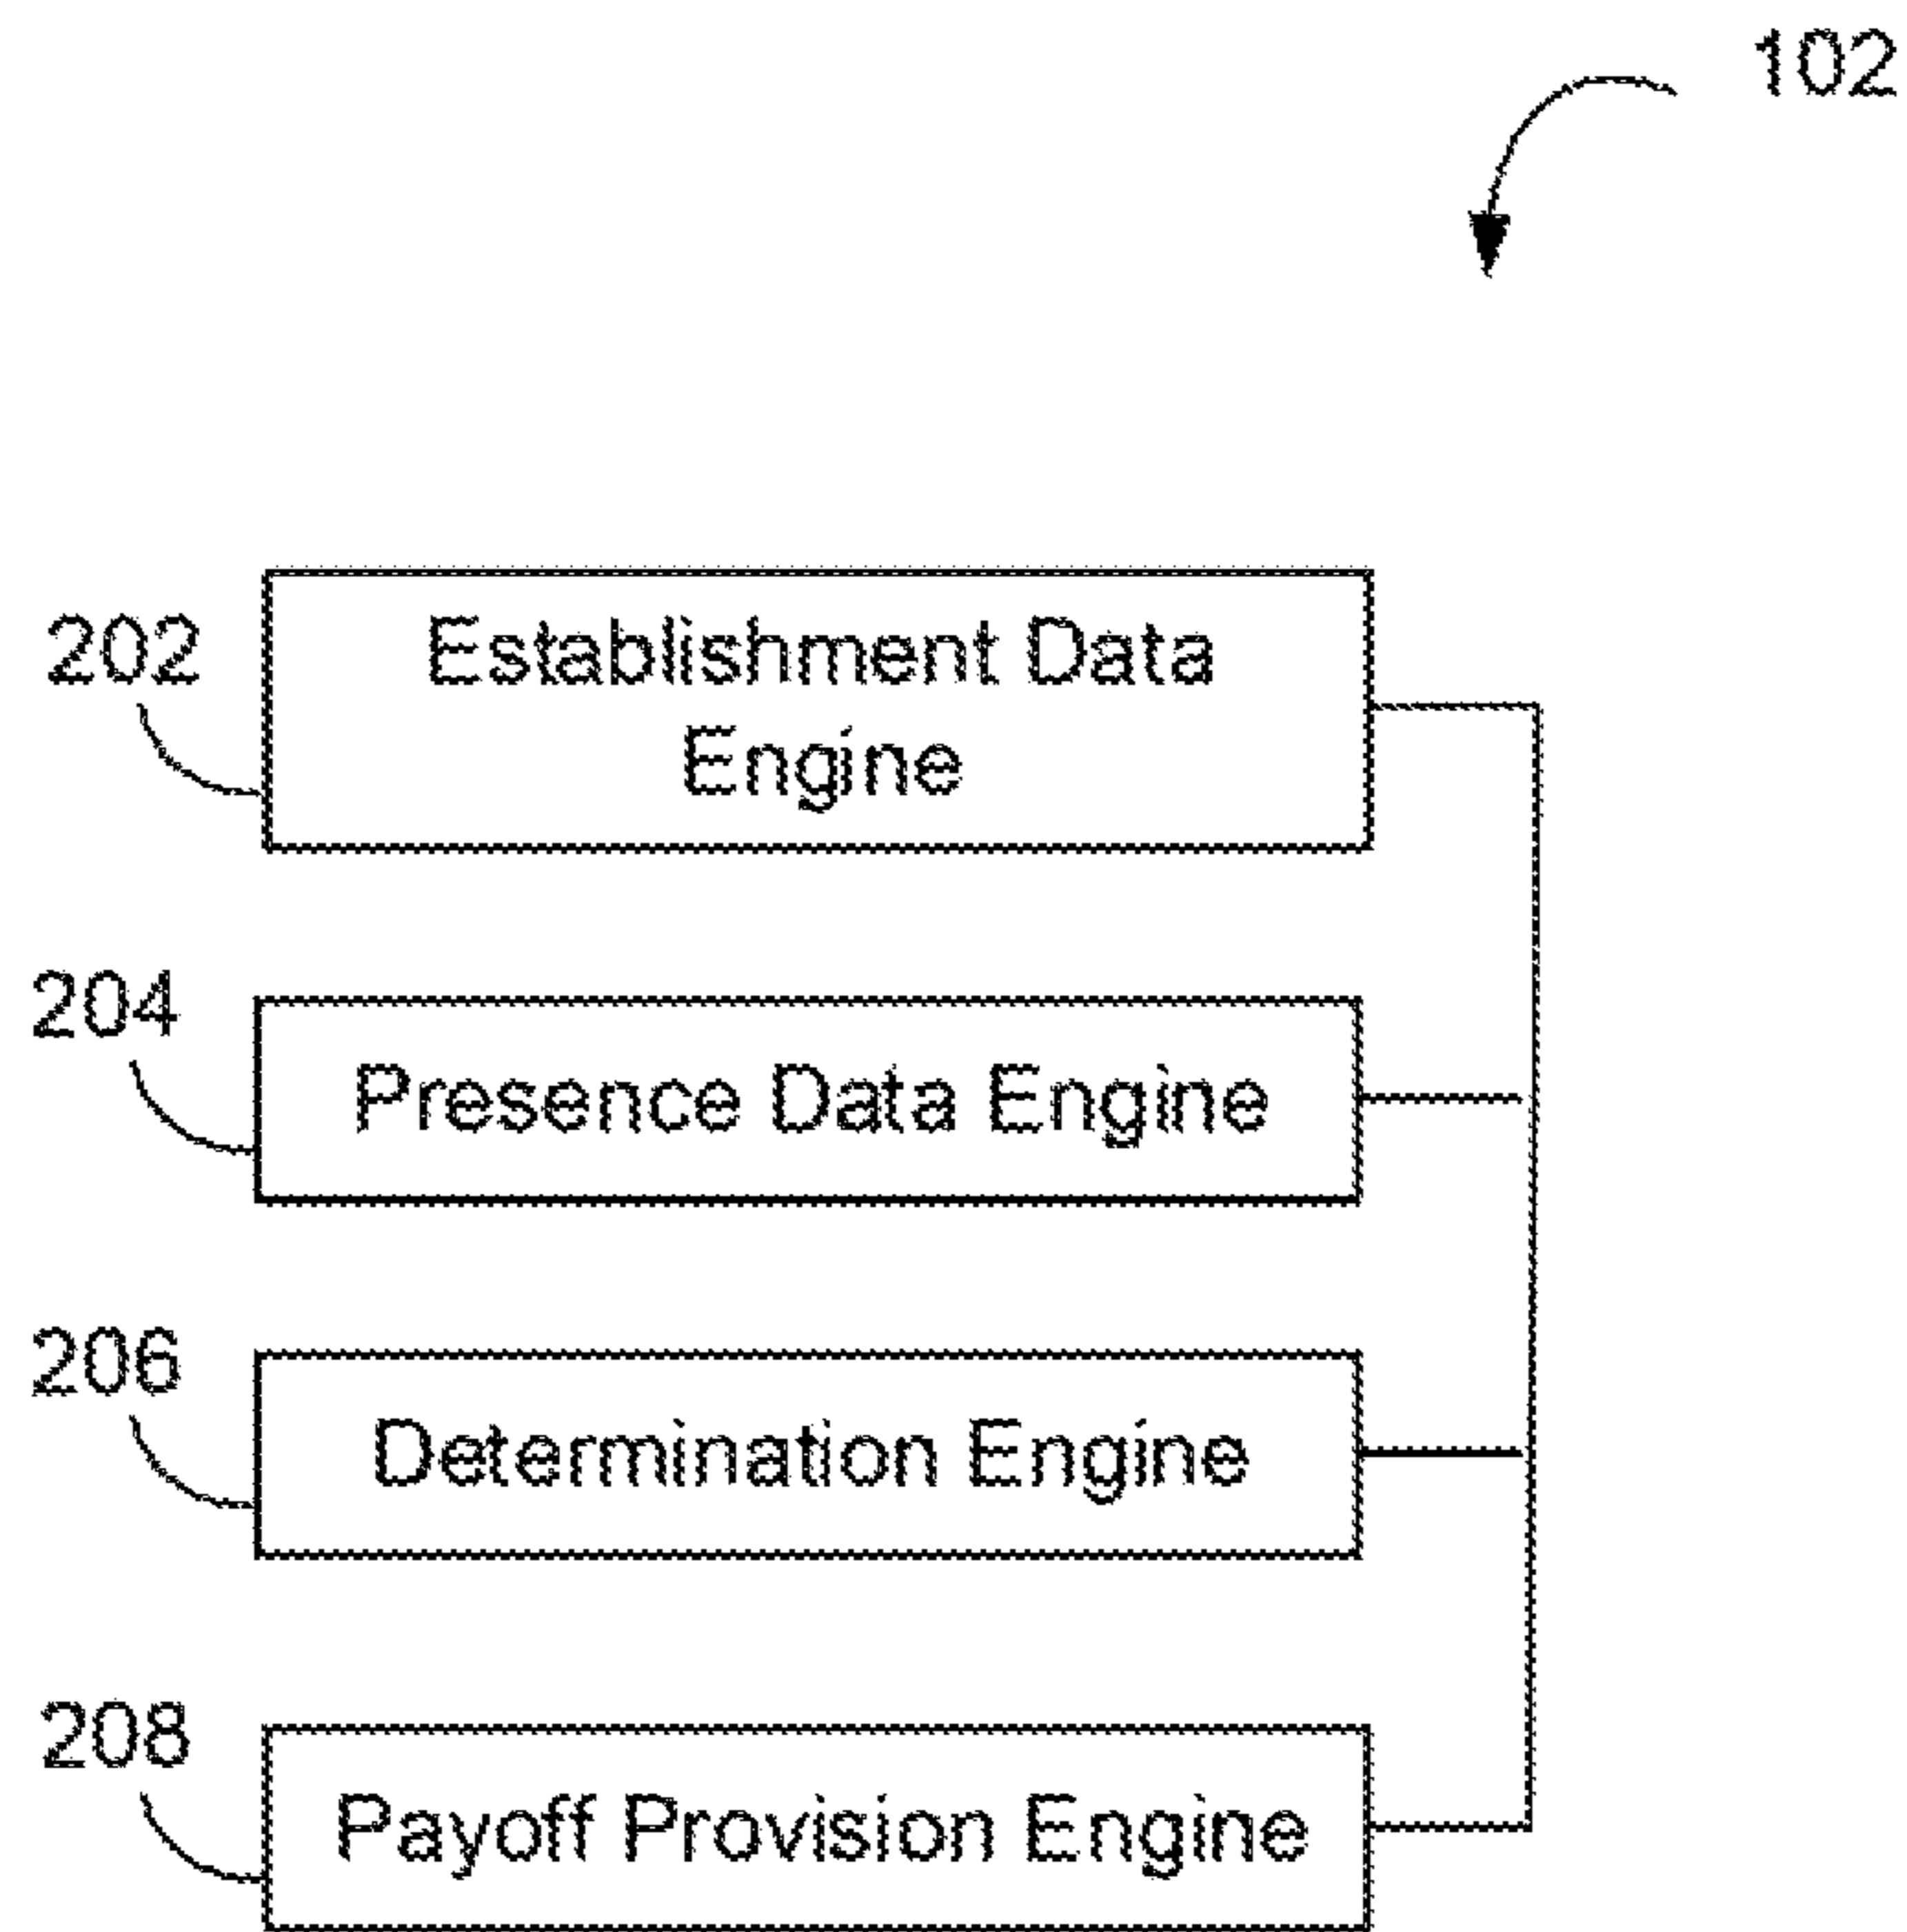 102
202
Establishment Data
Engine
204
Presence Data Engine
206
Determination Engine
208
Payoff Provision Engine